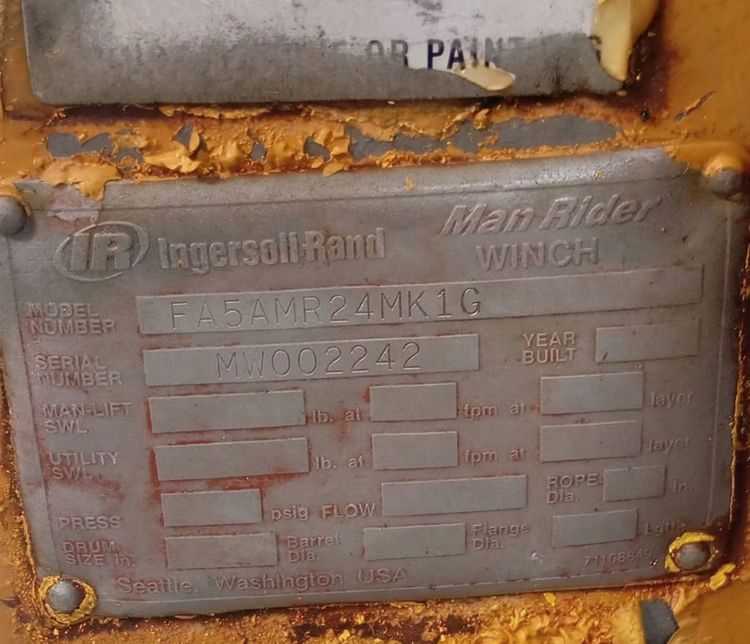 OR PAINT
IR Ingersoll-Rand
Man Rider
WINCH
MODEL NUMBER FA5AMR24MK1G
SERIAL NUMBER MW002242 YEAR BUILT
MAN-LIFT SWL lb. at fpm at layer
UTILITY SWL lb. at fpm at layer
PRESS psig FLOW ROPE Dia. in.
DRUM SIZE in. Barrel Dia. Flange Dia. Lgth.
Seattle, Washington USA